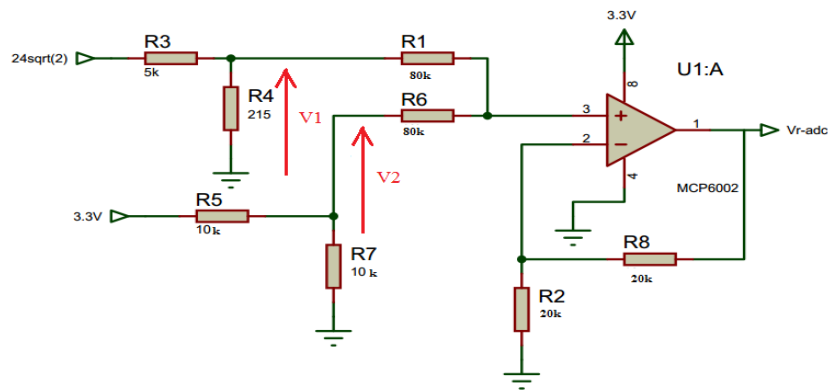 3.3V
24sqrt(2)
R3
5k
R1
80k
U1:A
R4
215
V1
R6
80k
8
3
2
1
4
Vr-adc
MCP6002
V2
3.3V
R5
10k
R7
10 k
R8
20k
R2
20k